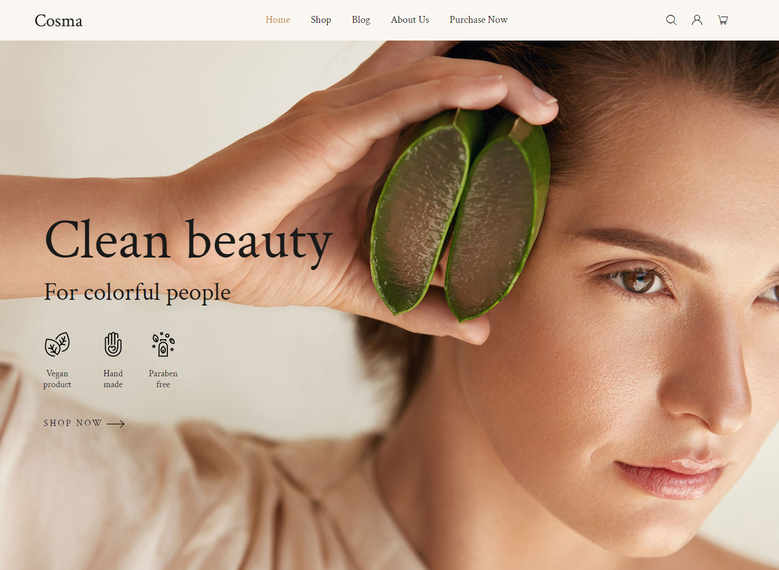 Cosma
Home Shop Blog About Us Purchase Now
Clean beauty
For colorful people
Vegan product
Hand made
Paraben free
SHOP NOW